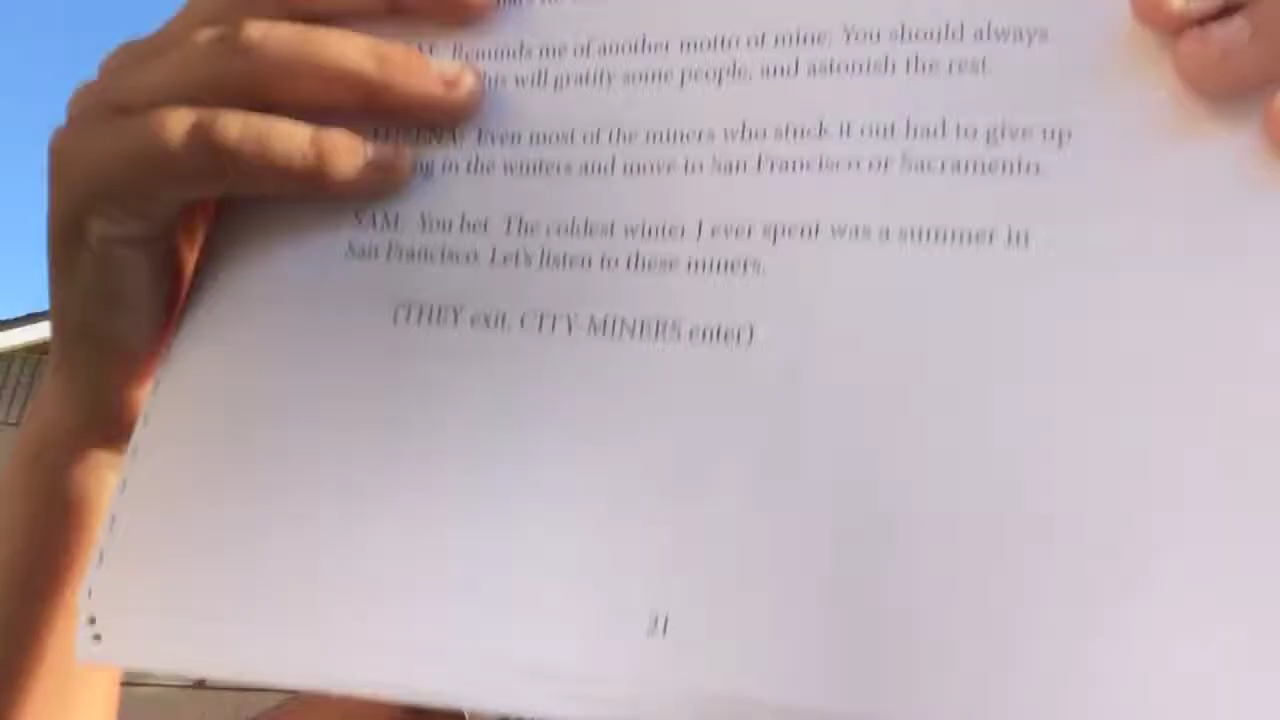 Reminds me of another motto of mine: You should always
will gratify some people, and astonish the rest.
Even most of the miners who stuck it out had to give up
in the winters and move to San Francisco or Sacramento.
SAM. You bet. The coldest winter I ever spent was a summer in
San Francisco. Let's listen to these miners.
(THEY exit. CITY-MINERS enter)
21